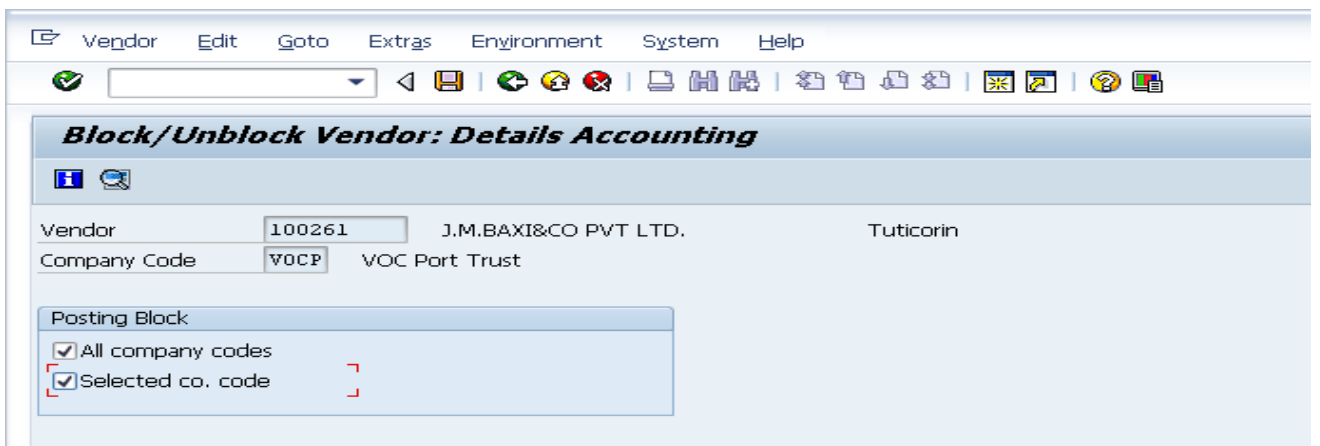 Vendor Edit Goto Extras Environment System Help
Block/Unblock Vendor: Details Accounting
Vendor 100261 J.M.BAXI&CO PVT LTD. Tuticorin
Company Code VOCP VOC Port Trust
Posting Block
All company codes
Selected co. code